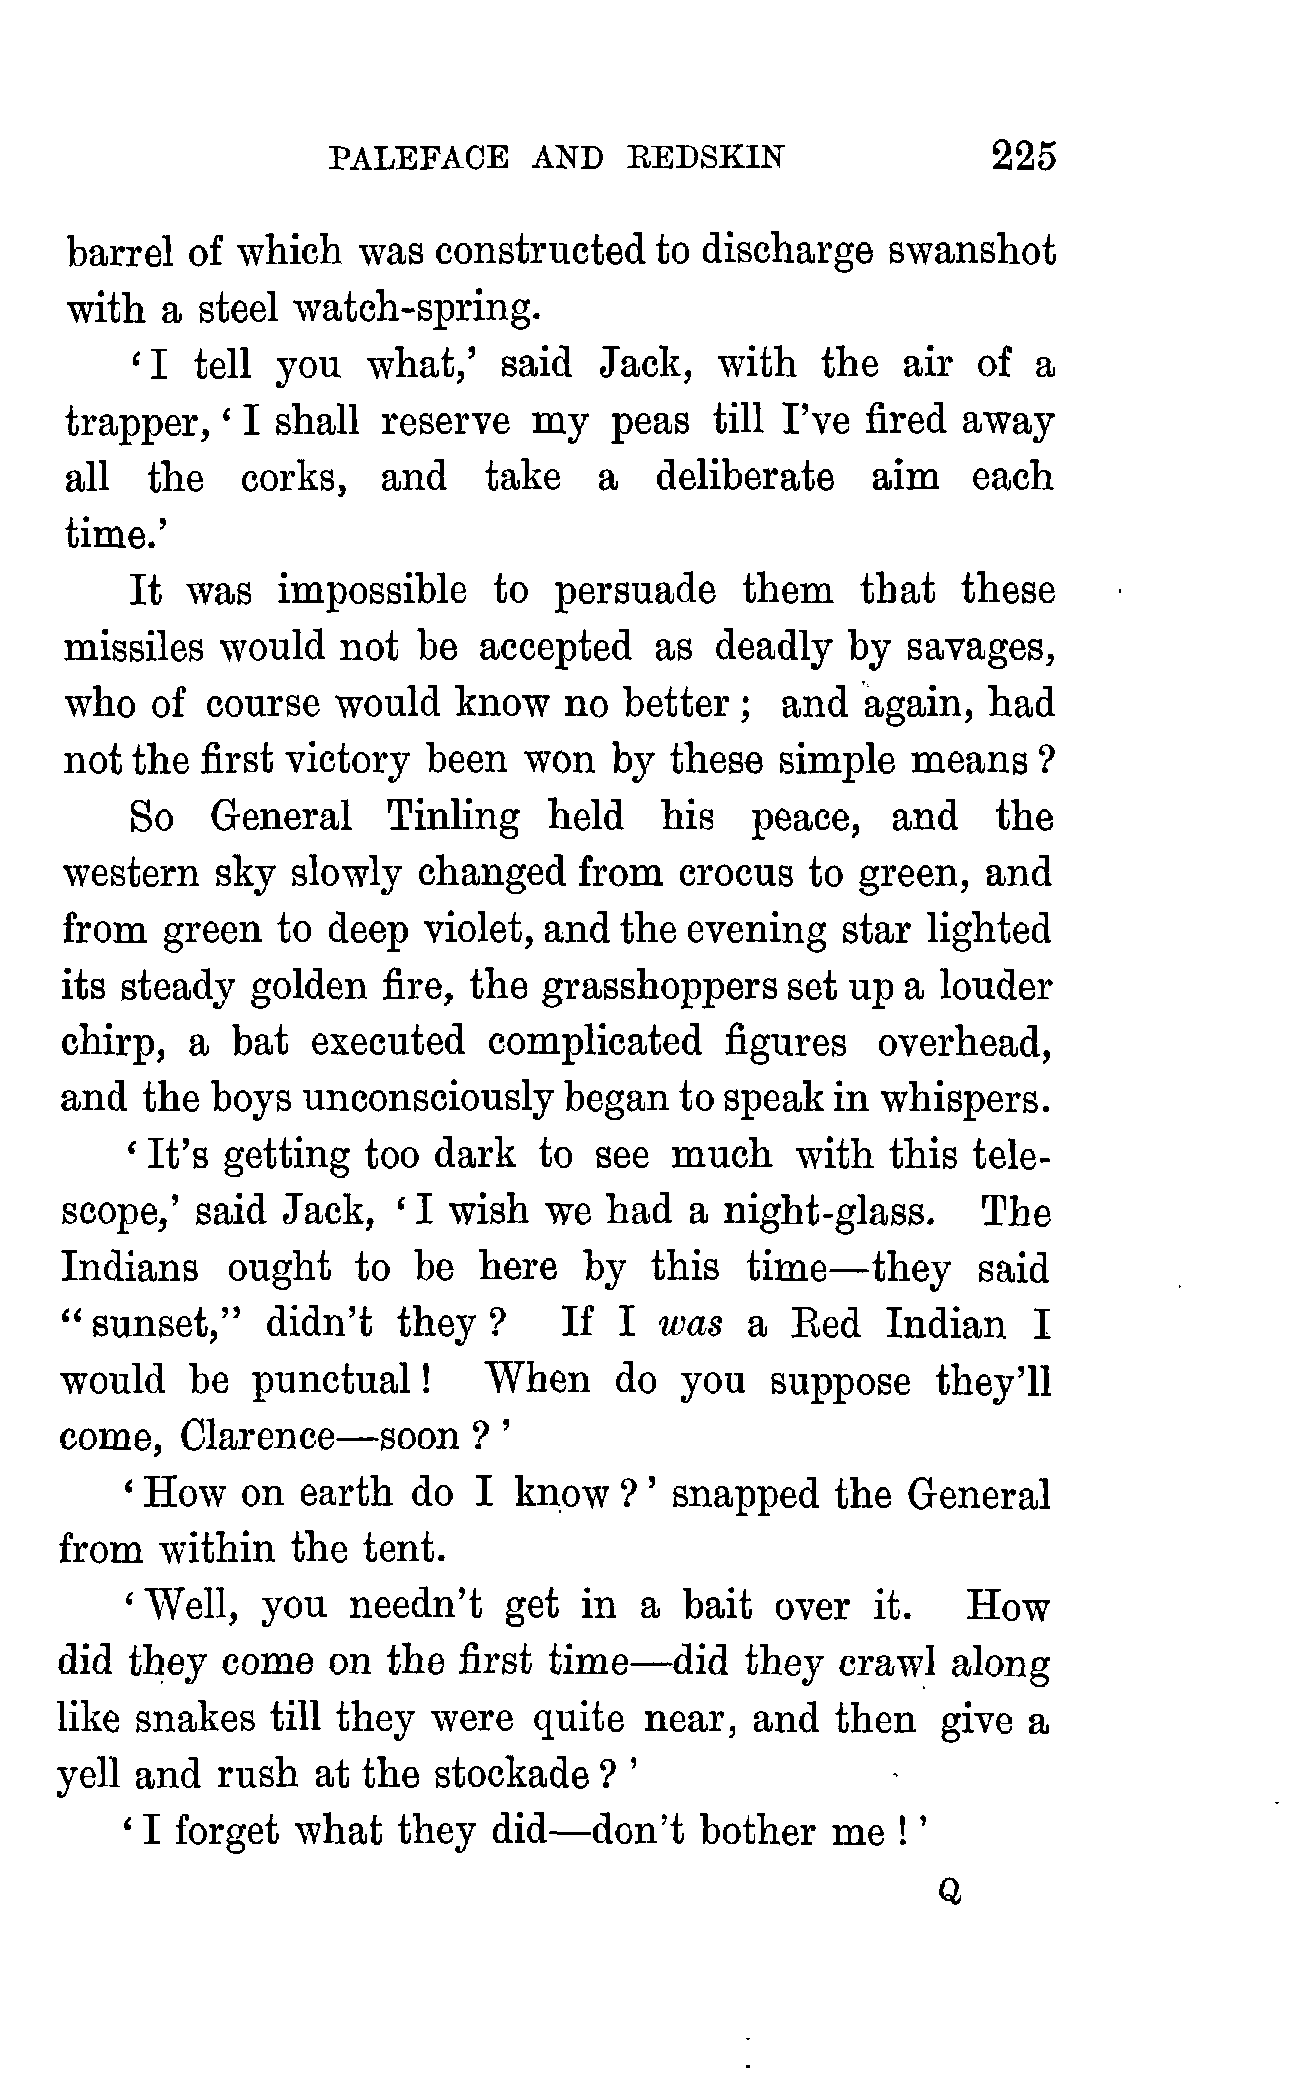 PALEFACE AND REDSKIN 225
barrel of which was constructed to discharge swanshot
with a steel watch-spring.
‘I tell you what,’ said Jack, with the air of a
trapper, ‘I shall reserve my peas till I’ve fired away
all the corks, and take a deliberate aim each
time.’
It was impossible to persuade them that these
missiles would not be accepted as deadly by savages,
who of course would know no better; and again, had
not the first victory been won by these simple means?
So General Tinling held his peace, and the
western sky slowly changed from crocus to green, and
from green to deep violet, and the evening star lighted
its steady golden fire, the grasshoppers set up a louder
chirp, a bat executed complicated figures overhead,
and the boys unconsciously began to speak in whispers.
‘It’s getting too dark to see much with this tele-
scope,’ said Jack, ‘I wish we had a night-glass. The
Indians ought to be here by this time—they said
“sunset,” didn’t they? If I was a Red Indian I
would be punctual! When do you suppose they’ll
come, Clarence—soon?’
‘How on earth do I know?’ snapped the General
from within the tent.
‘Well, you needn’t get in a bait over it. How
did they come on the first time—did they crawl along
like snakes till they were quite near, and then give a
yell and rush at the stockade?’
‘I forget what they did—don’t bother me!’
Q